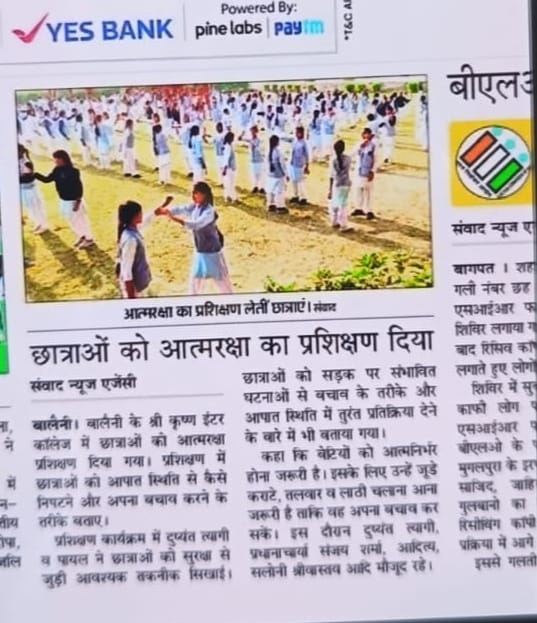 YES BANK
Powered By:
pine labs | paytm
*T&C
आत्मरक्षा का प्रशिक्षण लेतीं छात्राएं। संवाद
छात्राओं को आत्मरक्षा का प्रशिक्षण दिया
संवाद न्यूज एजेंसी
बालैनी। बालैनी के श्री कृष्ण इंटर
कॉलेज में छात्राओं को आत्मरक्षा
प्रशिक्षण दिया गया। प्रशिक्षण में
छात्राओं को आपात स्थिति से कैसे
निपटने और अपना बचाव करने के
तरीके बताए।
प्रशिक्षण कार्यक्रम में दुष्यंत त्यागी
व पायल ने छात्राओं को सुरक्षा से
जुड़ी आवश्यक तकनीक सिखाई।
छात्राओं को सड़क पर संभावित
घटनाओं से बचाव के तरीके और
आपात स्थिति में तुरंत प्रतिक्रिया देने
के बारे में भी बताया गया।
कहा कि बेटियों को आत्मनिर्भर
होना जरूरी है। इसके लिए उन्हें जूडे
कराटे, तलवार व लाठी चलाना आना
जरूरी है ताकि वह अपना बचाव कर
सकें। इस दौरान दुष्यंत त्यागी,
प्रधानाचार्या संजय शर्मा, आदित्य,
सलोनी श्रीवास्तव आदि मौजूद रहे।
संवाद न्यूज
बागपत।
गली नंबर छह
एसआईआर
शिविर लगाया
बाद रिसिव
लगाते हुए
शिविर में
काफी लोग
एसआईआर
बीएलओ के
मुगलपुरा के
साजिद,
गुलबानो का
रिसीविंग कॉपी
प्रक्रिया में आगे
इससे गलती